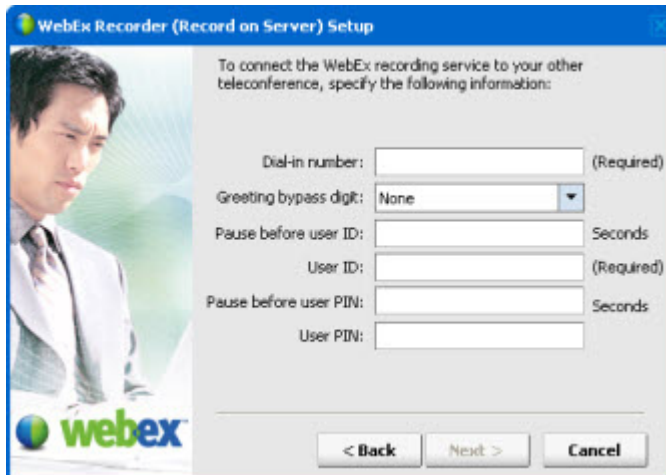 WebEx Recorder (Record on Server) Setup
To connect the WebEx recording service to your other
teleconference, specify the following information:
Dial-in number: (Required)
Greeting bypass digit: None
Pause before user ID: Seconds
User ID: (Required)
Pause before user PIN: Seconds
User PIN:
webex
< Back Next > Cancel